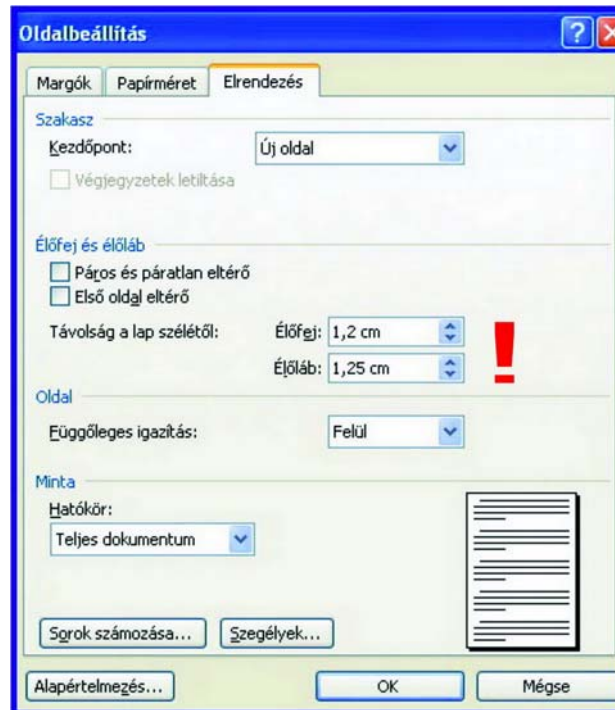 Oldalbeállítás
Margók Papírméret Elrendezés
Szakasz
Kezdőpont: Új oldal
Végjegyzetek letiltása
Élőfej és élőláb
Páros és páratlan eltérő
Első oldal eltérő
Távolság a lap szélétől: Élőfej: 1,2 cm
!
Élőláb: 1,25 cm
Oldal
Függőleges igazítás: Felül
Minta
Hatókör:
Teljes dokumentum
Sorok számozása... Szegélyek...
Alapértelmezés... OK Mégse